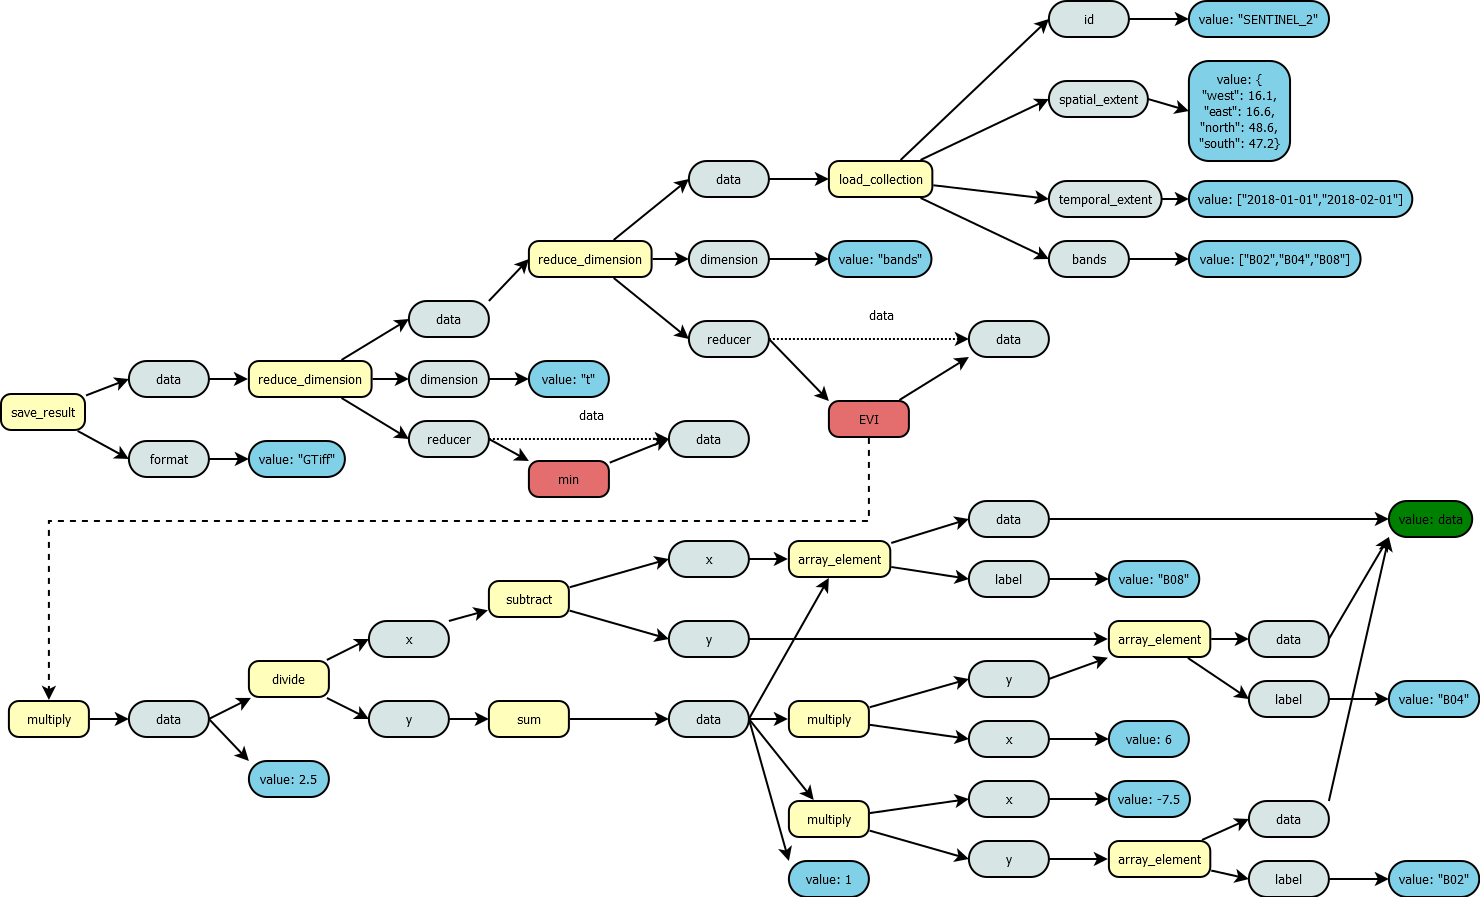 id
value: "SENTINEL_2"
spatial_extent
value: {
"west": 16.1,
"east": 16.6,
"north": 48.6,
"south": 47.2}
data
load_collection
temporal_extent
value: ["2018-01-01","2018-02-01"]
reduce_dimension
dimension
value: "bands"
bands
value: ["B02","B04","B08"]
data
data
reducer
data
data
reduce_dimension
dimension
value: "t"
save_result
data
EVI
reducer
data
format
value: "GTiff"
min
data
value: data
x
array_element
label
value: "B08"
subtract
x
y
array_element
data
divide
y
label
value: "B04"
multiply
data
y
sum
data
multiply
x
value: 6
value: 2.5
x
value: -7.5
multiply
data
y
array_element
value: 1
label
value: "B02"